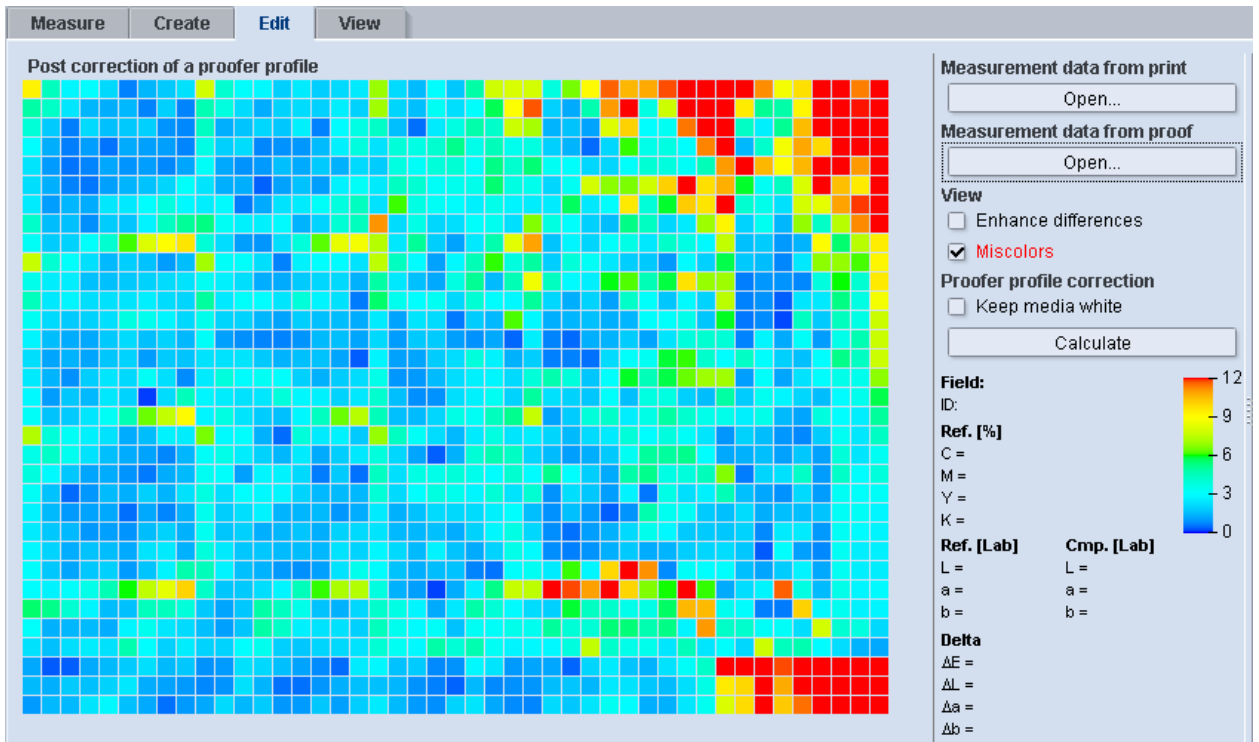 Measure Create Edit View
Post correction of a proofer profile
Measurement data from print
Open...
Measurement data from proof
Open...
View
Enhance differences
Miscolors
Proofer profile correction
Keep media white
Calculate
Field:
ID:
Ref. [%]
C =
M =
Y =
K =
12
9
6
3
0
Ref. [Lab] Cmp. [Lab]
L = L =
a = a =
b = b =
Delta
ΔE =
ΔL =
Δa =
Δb =